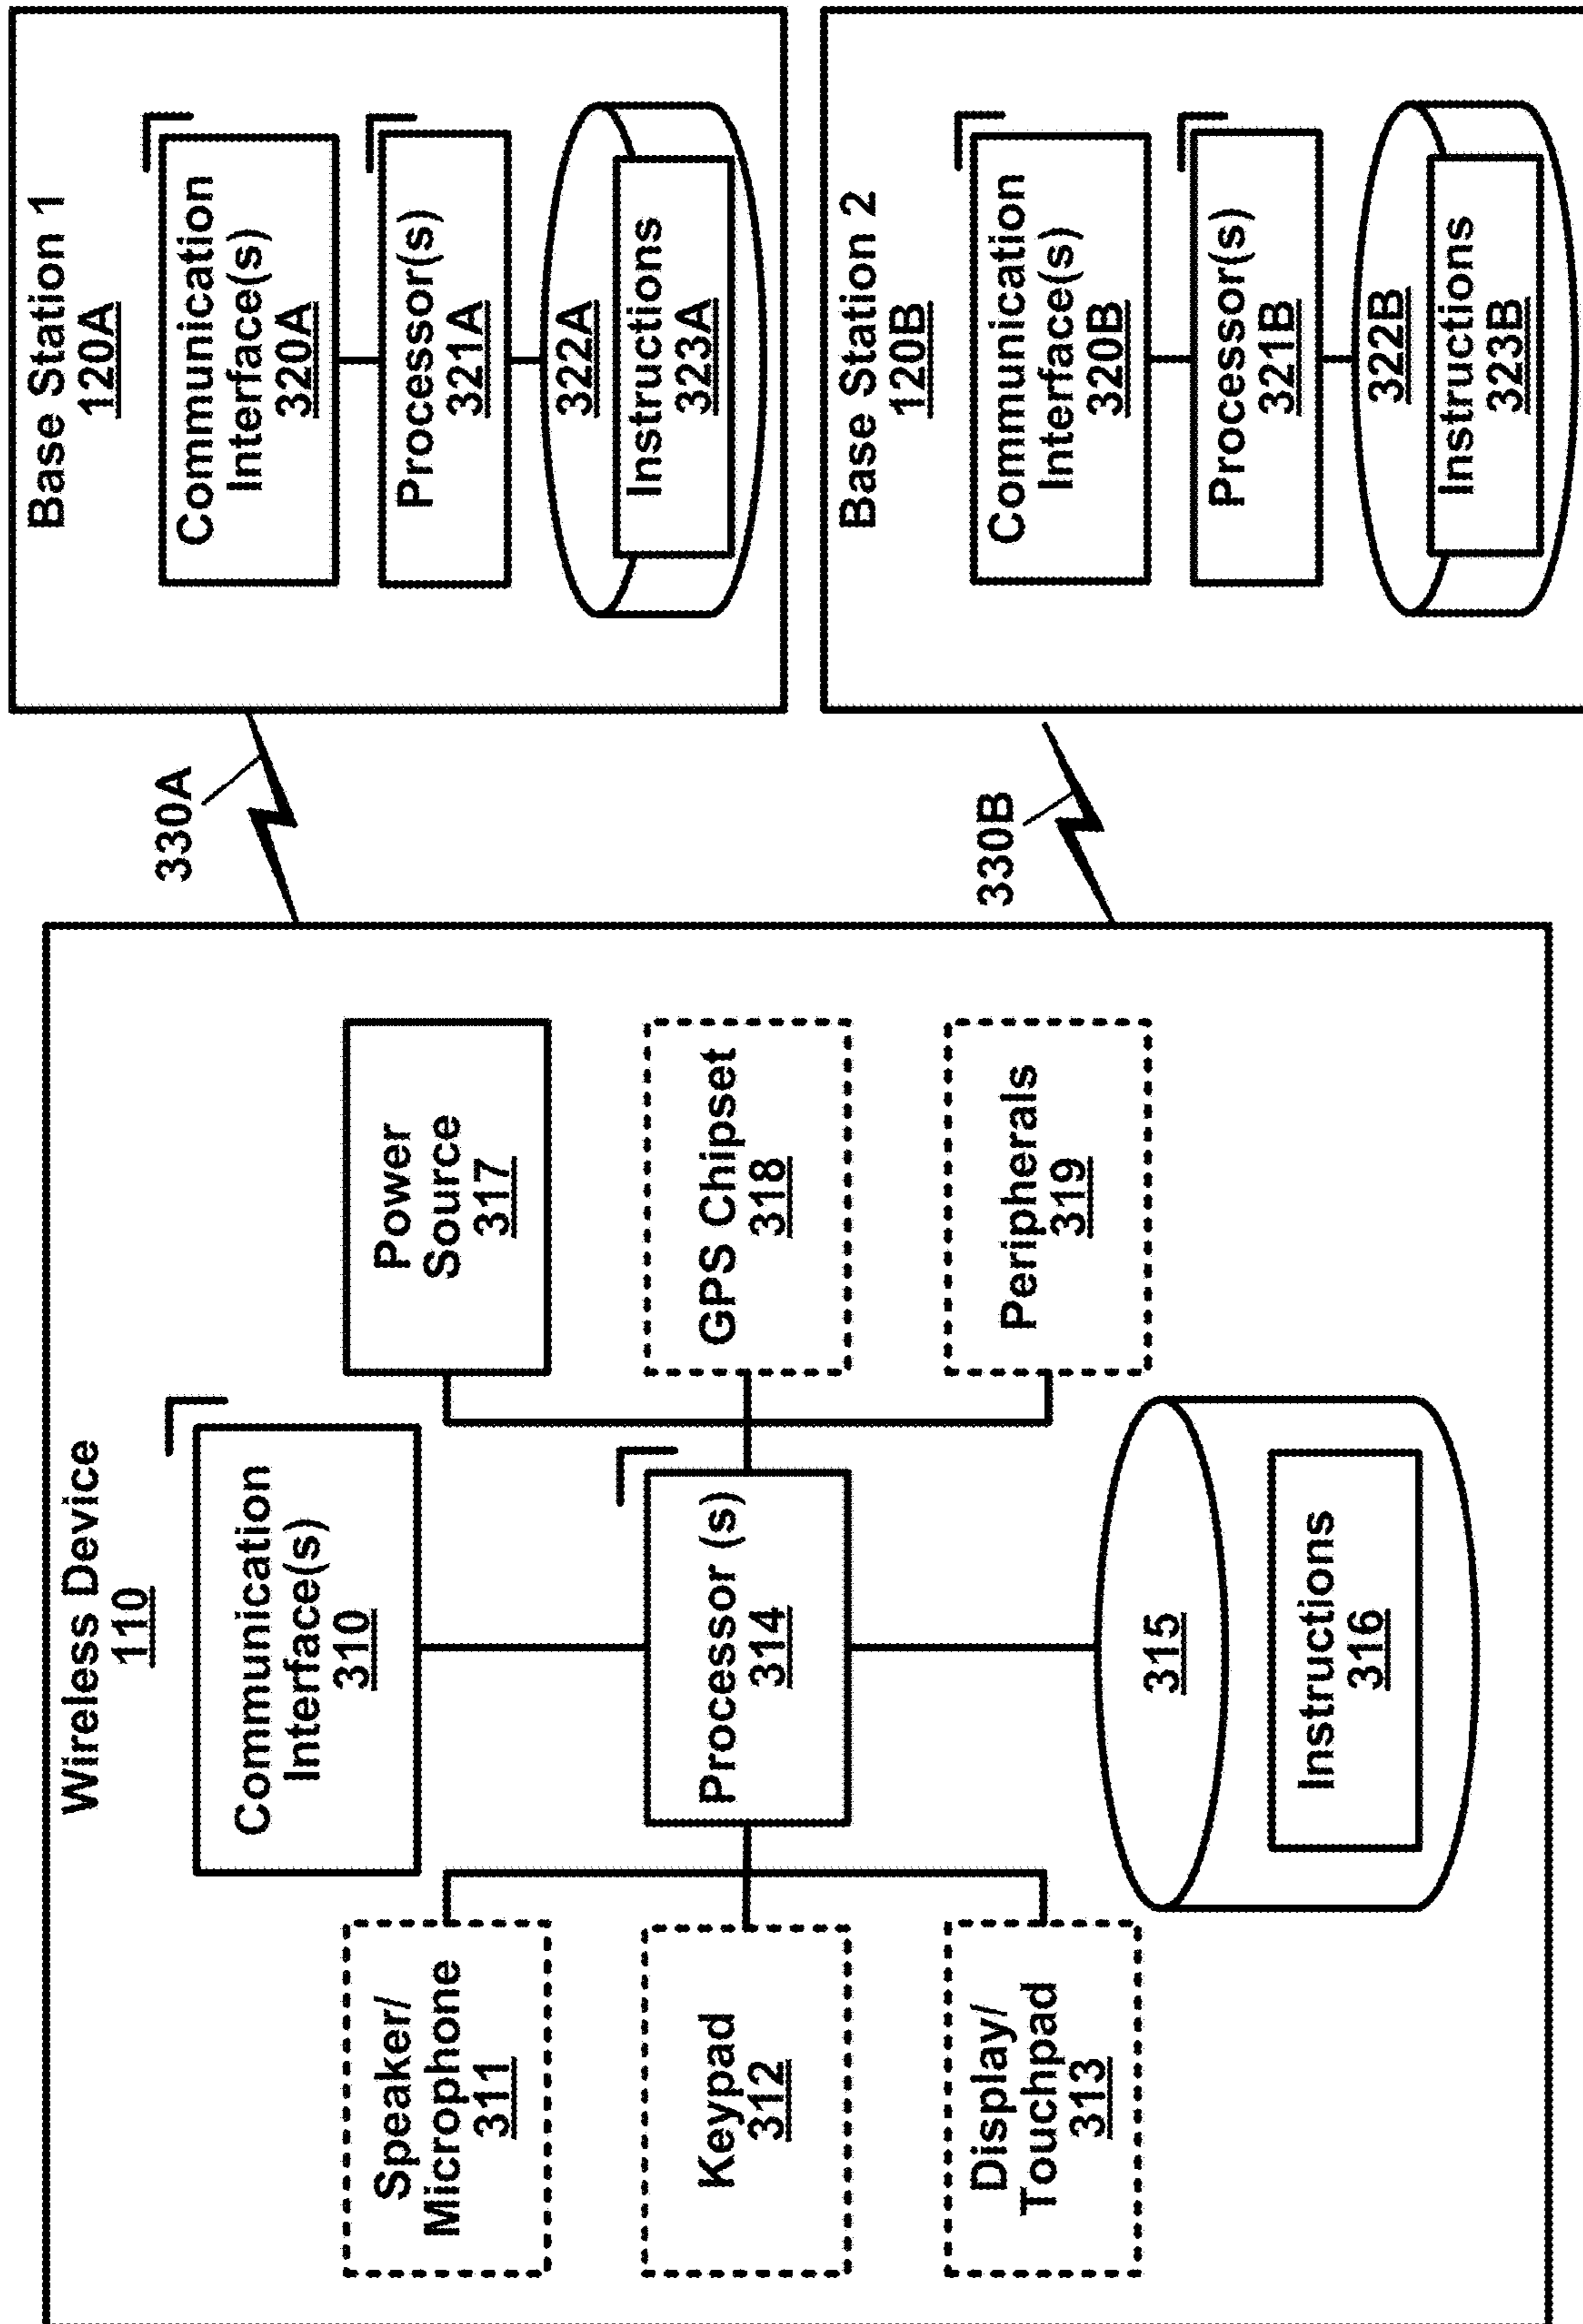 Wireless Device
110
Communication
Interface(s)
310
Speaker/
Microphone
311
Keypad
312
Display/
Touchpad
313
Processor (s)
314
315
Instructions
316
Power
Source
317
GPS Chipset
318
Peripherals
319
330A
330B
Base Station 1
120A
Communication
Interface(s)
320A
Processor(s)
321A
322A
Instructions
323A
Base Station 2
120B
Communication
Interface(s)
320B
Processor(s)
321B
322B
Instructions
323B